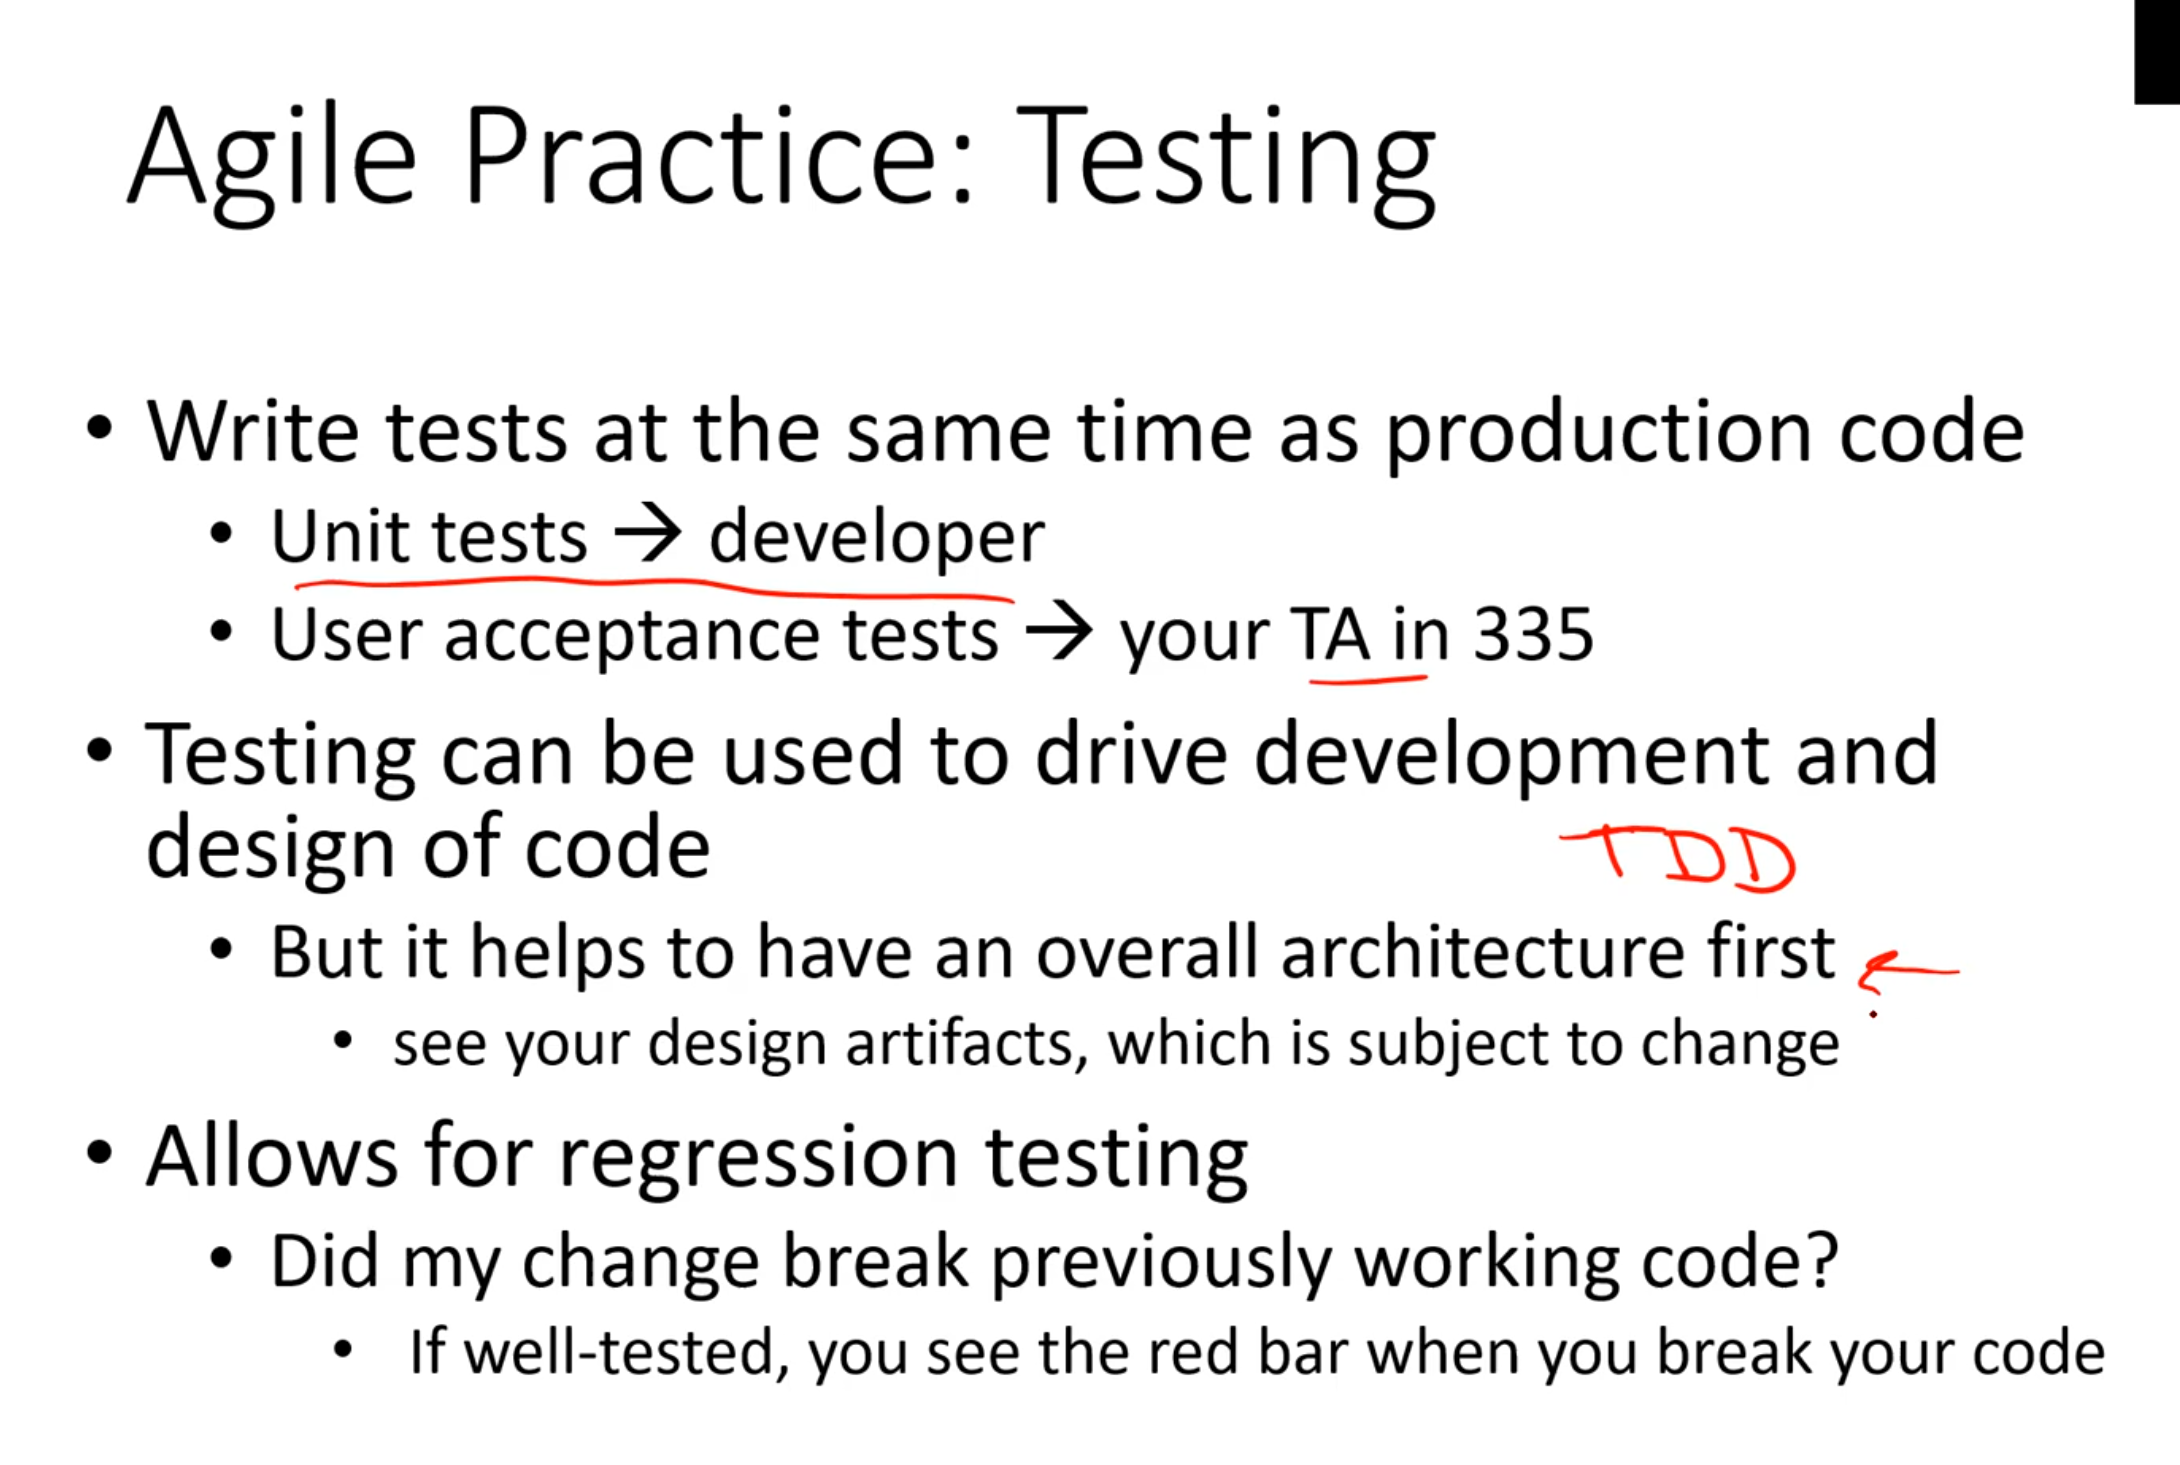 Agile Practice: Testing
• Write tests at the same time as production code
• Unit tests → developer
• User acceptance tests → your TA in 335
• Testing can be used to drive development and
design of code
TDD
• But it helps to have an overall architecture first
• see your design artifacts, which is subject to change
• Allows for regression testing
• Did my change break previously working code?
• If well-tested, you see the red bar when you break your code